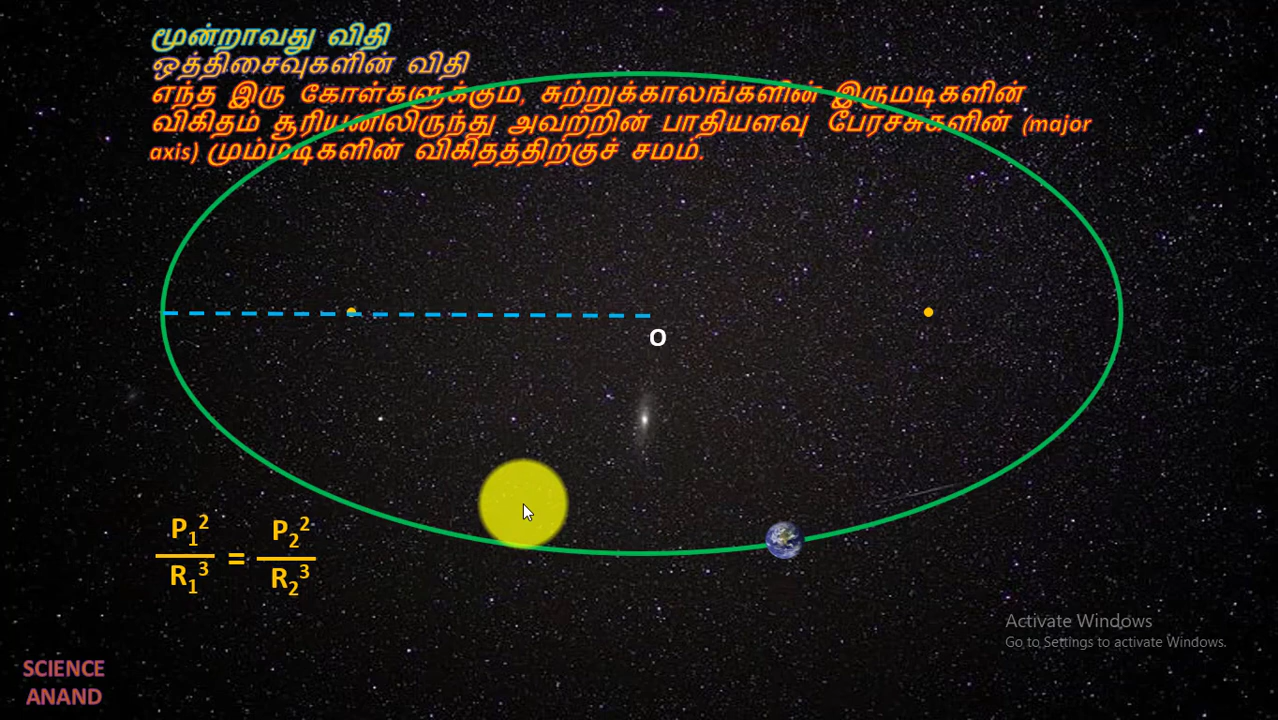 மூன்றாவது விதி
ஒத்திசைவுகளின் விதி
எந்த இரு கோள்களுக்கும, சுற்றுக்காலங்களின் இருமடிகளின்
விகிதம் சூரியனிலிருந்து அவற்றின் பாதியளவு பேரச்சுகளின் (major
axis) மும்மடிகளின் விகிதத்திற்குச் சமம்.
O
P₁²/R₁³ = P₂²/R₂³
Activate Windows
Go to Settings to activate Windows.
SCIENCE
ANAND